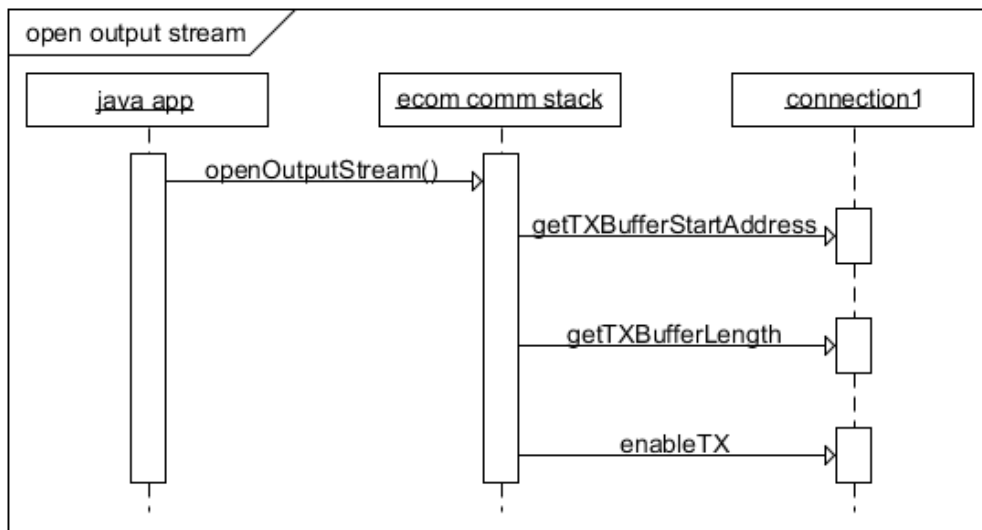 open output stream
java app
ecom comm stack
connection1
openOutputStream()
getTXBufferStartAddress
getTXBufferLength
enableTX